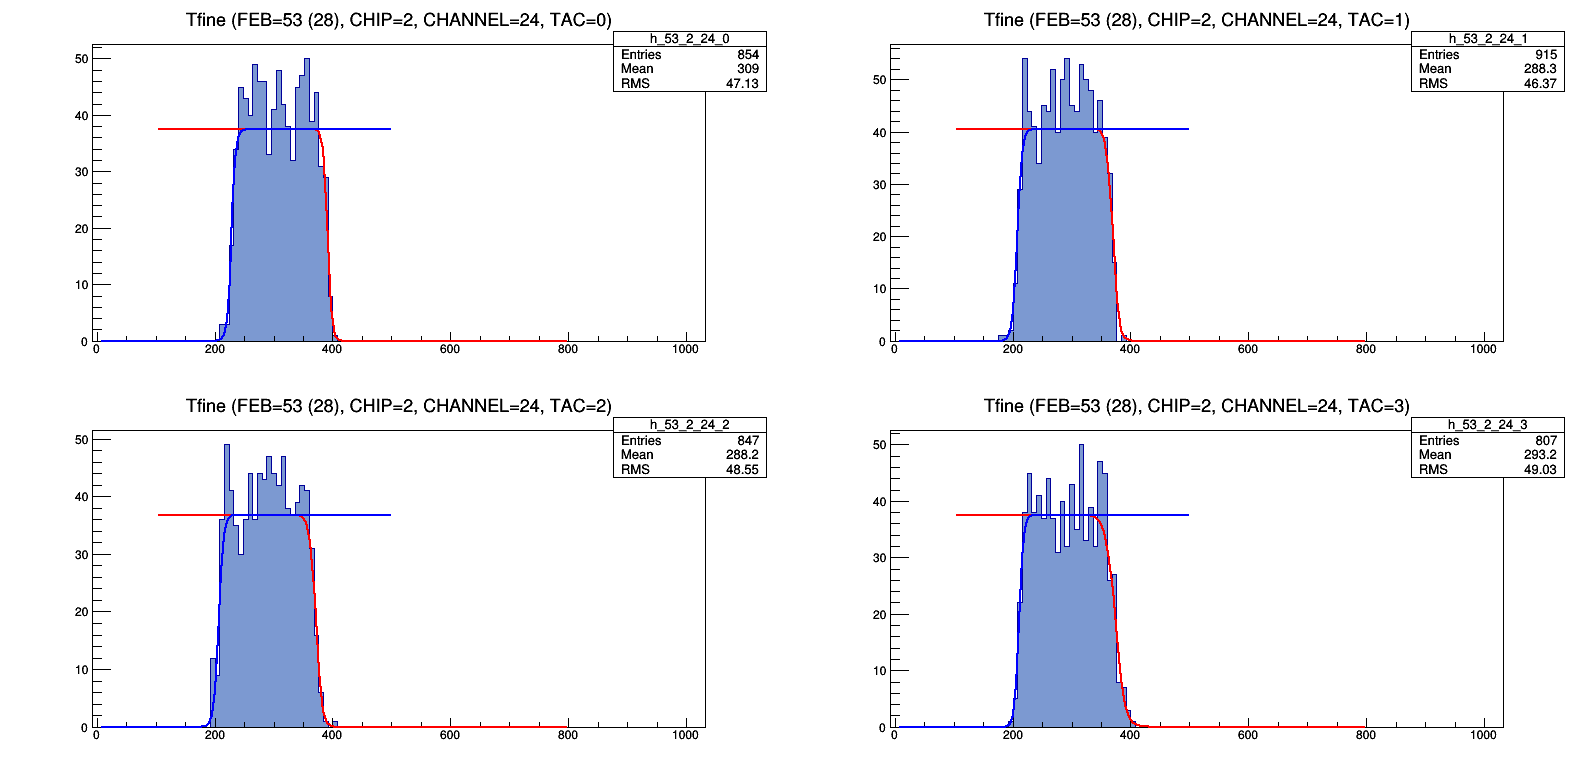 Tfine (FEB=53 (28), CHIP=2, CHANNEL=24, TAC=0)
h_53_2_24_0
Entries 854
Mean 309
RMS 47.13
50
40
30
20
10
0
0 200 400 600 800 1000
Tfine (FEB=53 (28), CHIP=2, CHANNEL=24, TAC=1)
h_53_2_24_1
Entries 915
Mean 288.3
RMS 46.37
50
40
30
20
10
0
0 200 400 600 800 1000
Tfine (FEB=53 (28), CHIP=2, CHANNEL=24, TAC=2)
h_53_2_24_2
Entries 847
Mean 288.2
RMS 48.55
50
40
30
20
10
0
0 200 400 600 800 1000
Tfine (FEB=53 (28), CHIP=2, CHANNEL=24, TAC=3)
h_53_2_24_3
Entries 807
Mean 293.2
RMS 49.03
50
40
30
20
10
0
0 200 400 600 800 1000